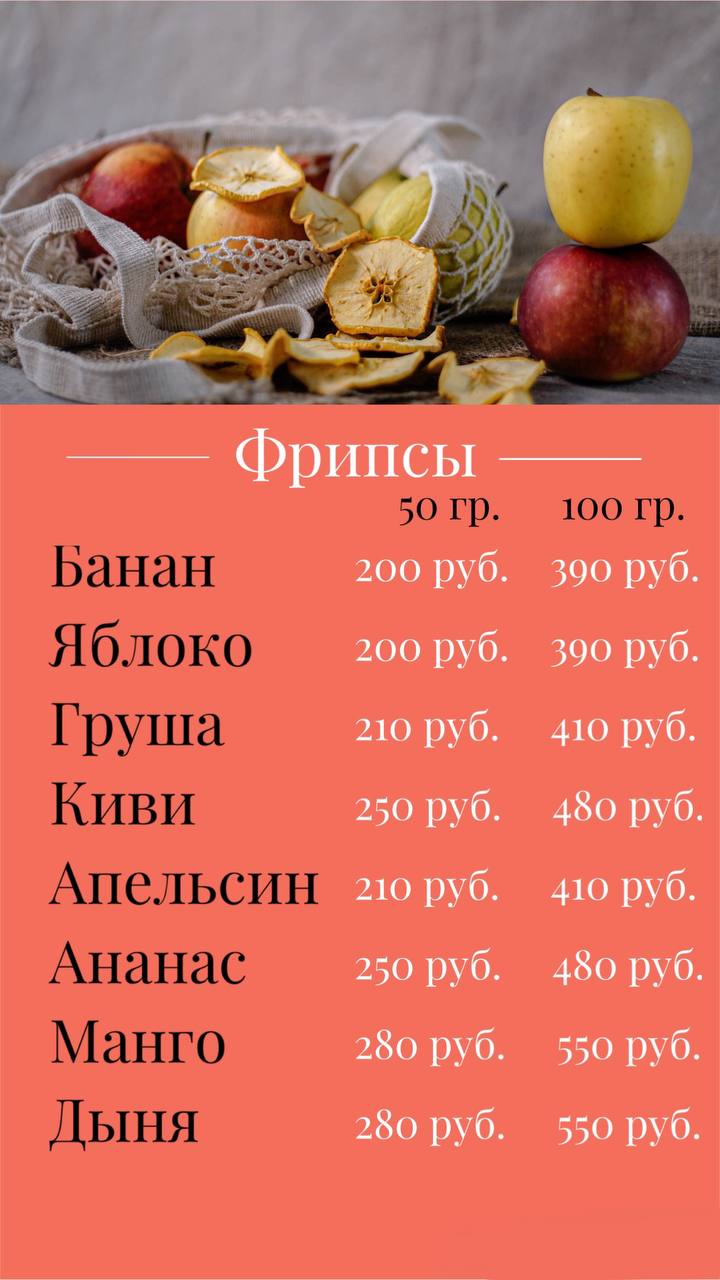 Фрипсы
50 гр. 100 гр.
Банан 200 руб. 390 руб.
Яблоко 200 руб. 390 руб.
Груша 210 руб. 410 руб.
Киви 250 руб. 480 руб.
Апельсин 210 руб. 410 руб.
Ананас 250 руб. 480 руб.
Манго 280 руб. 550 руб.
Дыня 280 руб. 550 руб.